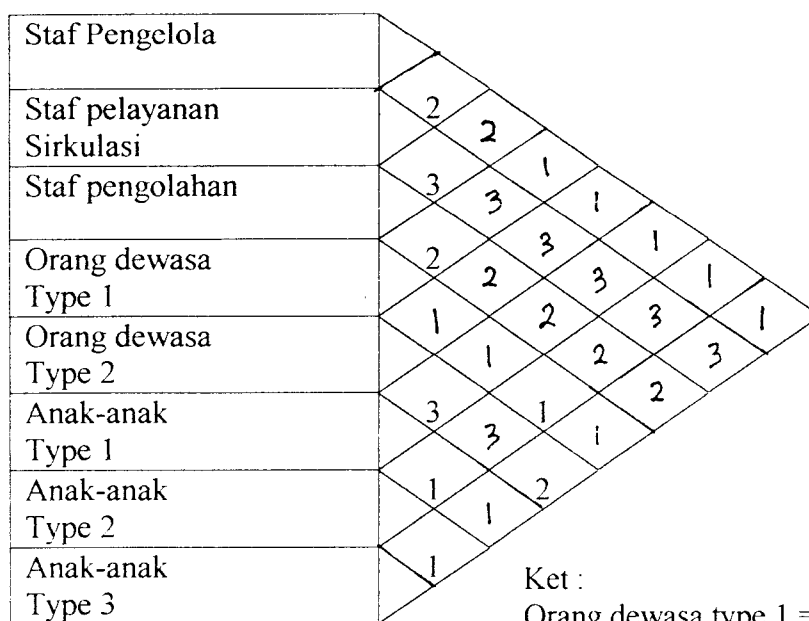 Staf Pengelola
Staf pelayanan
Sirkulasi
Staf pengolahan
Orang dewasa
Type 1
Orang dewasa
Type 2
Anak-anak
Type 1
Anak-anak
Type 2
Anak-anak
Type 3
2
2
1
3
3 1
3 1
2
2 3 1
1 2 3 1
1 2 3
2
3 1
3 1
1 2
1
1
Ket :
Orang dewasa type 1 =